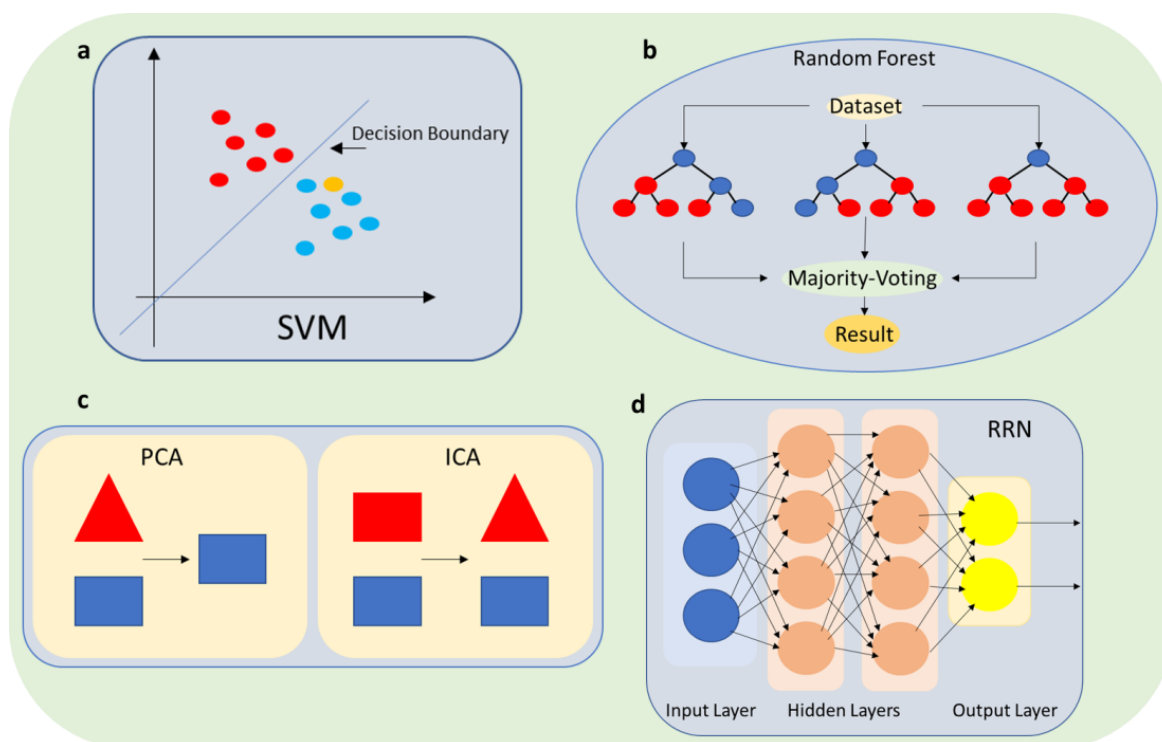 a
Decision Boundary
SVM
b
Random Forest
Dataset
Majority-Voting
Result
c
PCA
ICA
d
RRN
Input Layer
Hidden Layers
Output Layer